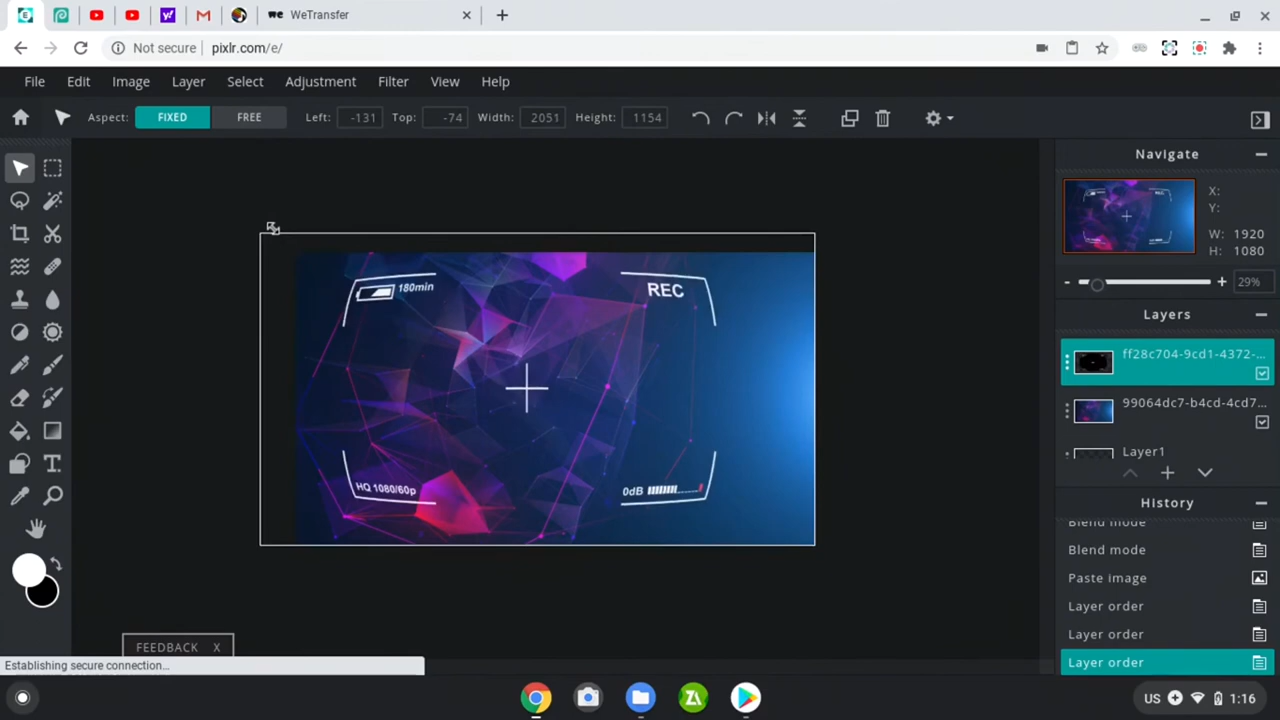 WeTransfer
Not secure pixlr.com/e/
File Edit Image Layer Select Adjustment Filter View Help
Aspect: FIXED FREE Left: -131 Top: -74 Width: 2051 Height: 1154
Navigate
X:
Y:
W: 1920
H: 1080
29%
180min
REC
HQ 1080/60p
0dB
Layers
ff28c704-9cd1-4372-...
99064dc7-b4cd-4cd7...
Layer1
History
Blend mode
Blend mode
Paste image
Layer order
Layer order
Layer order
FEEDBACK X
Establishing secure connection...
US 1:16